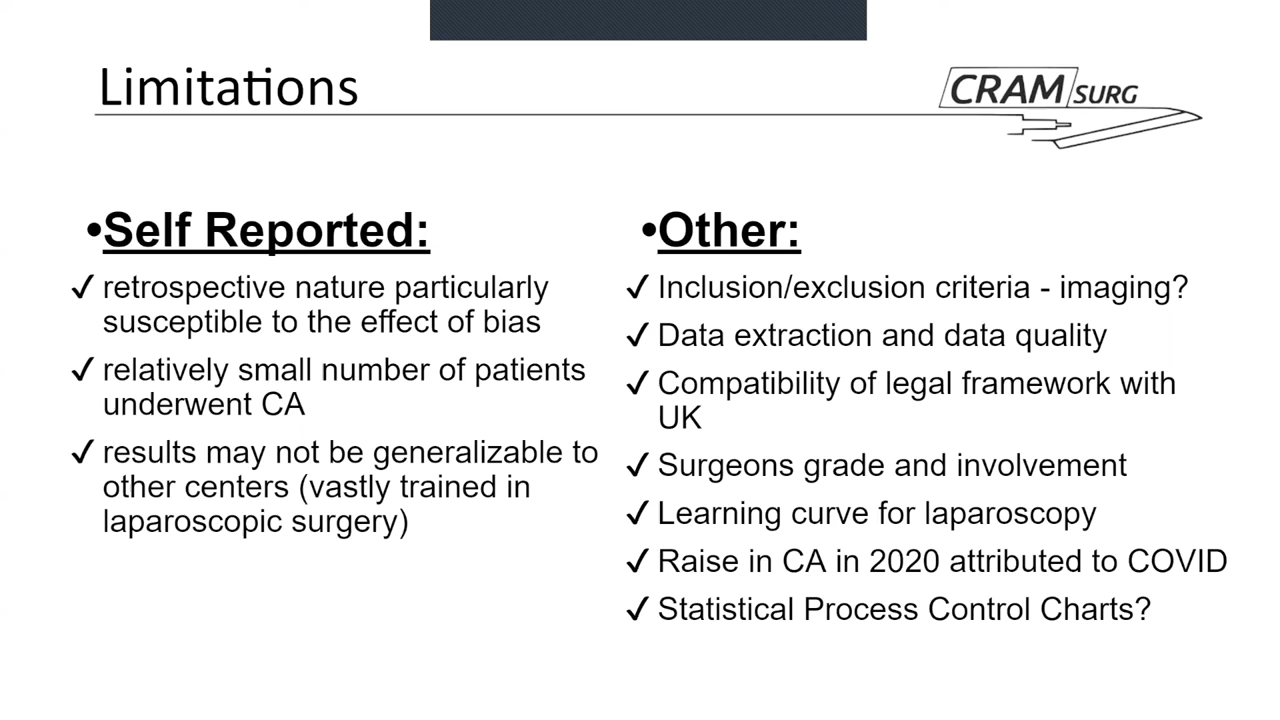 Limitations
CRAM SURG
•Self Reported:
✓ retrospective nature particularly
susceptible to the effect of bias
✓ relatively small number of patients
underwent CA
✓ results may not be generalizable to
other centers (vastly trained in
laparoscopic surgery)
•Other:
✓ Inclusion/exclusion criteria - imaging?
✓ Data extraction and data quality
✓ Compatibility of legal framework with
UK
✓ Surgeons grade and involvement
✓ Learning curve for laparoscopy
✓ Raise in CA in 2020 attributed to COVID
✓ Statistical Process Control Charts?